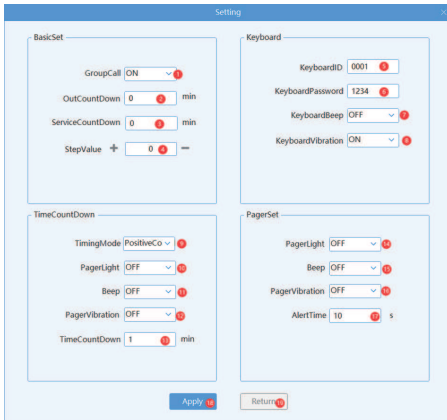 Setting
BasicSet
GroupCall ON 1
OutCountDown 0 2 min
ServiceCountDown 0 3 min
StepValue + 0 4 −
Keyboard
KeyboardID 0001 5
KeyboardPassword 1234 6
KeyboardBeep OFF 7
KeyboardVibration ON 8
TimeCountDown
TimingMode PositiveCo 9
PagerLight OFF 10
Beep OFF 11
PagerVibration OFF 12
TimeCountDown 1 13 min
PagerSet
PagerLight OFF 14
Beep OFF 15
PagerVibration OFF 16
AlertTime 10 17 s
Apply 18
Return 19